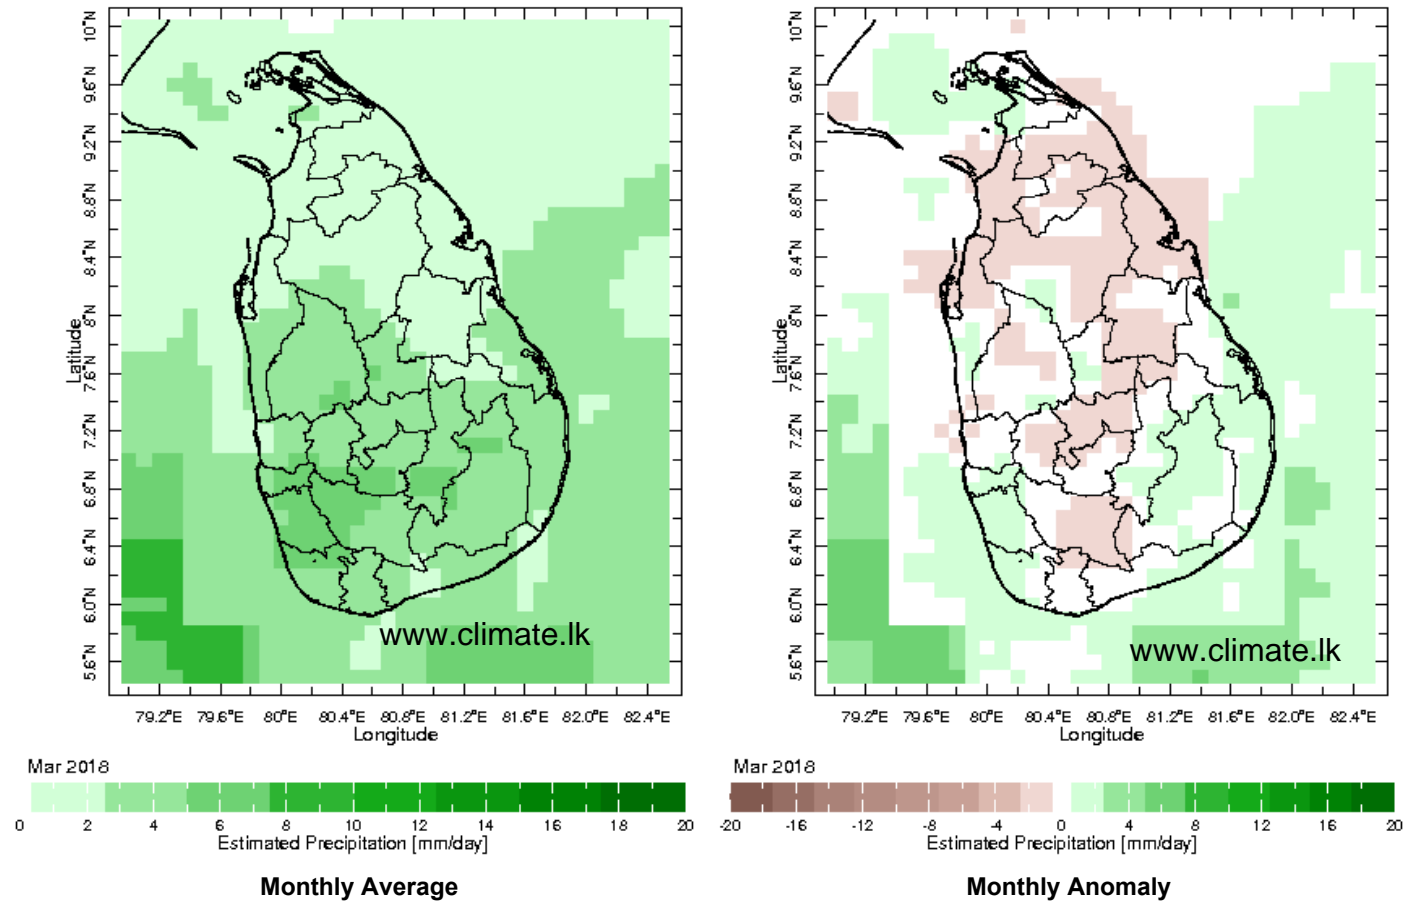 10°N
9.6°N
9.2°N
8.8°N
8.4°N
8°N
7.6°N
7.2°N
6.8°N
6.4°N
6.0°N
5.6°N
Latitude
www.climate.lk
79.2°E 79.6°E 80°E 80.4°E 80.8°E 81.2°E 81.6°E 82.0°E 82.4°E
Longitude
Mar 2018
0 2 4 6 8 10 12 14 16 18 20
Estimated Precipitation [mm/day]
Monthly Average
10°N
9.6°N
9.2°N
8.8°N
8.4°N
8°N
7.6°N
7.2°N
6.8°N
6.4°N
6.0°N
5.6°N
Latitude
www.climate.lk
79.2°E 79.6°E 80°E 80.4°E 80.8°E 81.2°E 81.6°E 82.0°E 82.4°E
Longitude
Mar 2018
-20 -16 -12 -8 -4 0 4 8 12 16 20
Estimated Precipitation [mm/day]
Monthly Anomaly